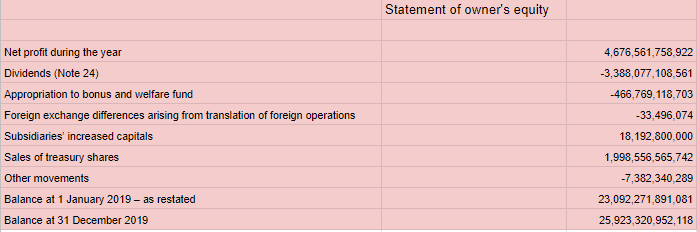 Statement of owner's equity
Net profit during the year 4,676,561,758,922
Dividends (Note 24) -3,388,077,108,561
Appropriation to bonus and welfare fund -466,769,118,703
Foreign exchange differences arising from translation of foreign operations -33,496,074
Subsidiaries' increased capitals 18,192,800,000
Sales of treasury shares 1,998,556,565,742
Other movements -7,382,340,289
Balance at 1 January 2019 – as restated 23,092,271,891,081
Balance at 31 December 2019 25,923,320,952,118